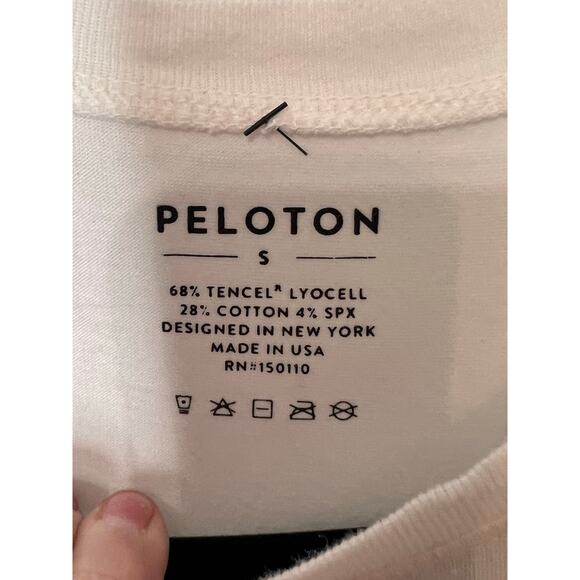 PELOTON
S
68% TENCEL® LYOCELL
28% COTTON 4% SPX
DESIGNED IN NEW YORK
MADE IN USA
RN#150110